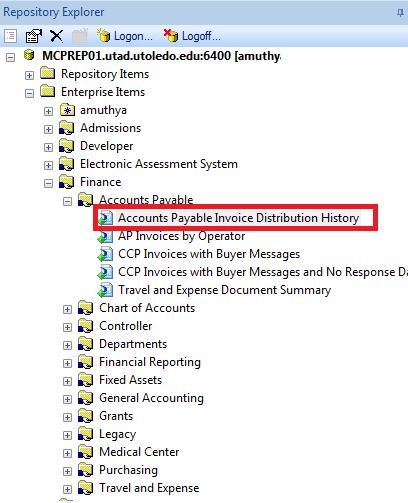 Repository Explorer
Logon... Logoff...
MCPREP01.utad.utoledo.edu:6400 [amuthya
Repository Items
Enterprise Items
amuthya
Admissions
Developer
Electronic Assessment System
Finance
Accounts Payable
Accounts Payable Invoice Distribution History
AP Invoices by Operator
CCP Invoices with Buyer Messages
CCP Invoices with Buyer Messages and No Response Da
Travel and Expense Document Summary
Chart of Accounts
Controller
Departments
Financial Reporting
Fixed Assets
General Accounting
Grants
Legacy
Medical Center
Purchasing
Travel and Expense